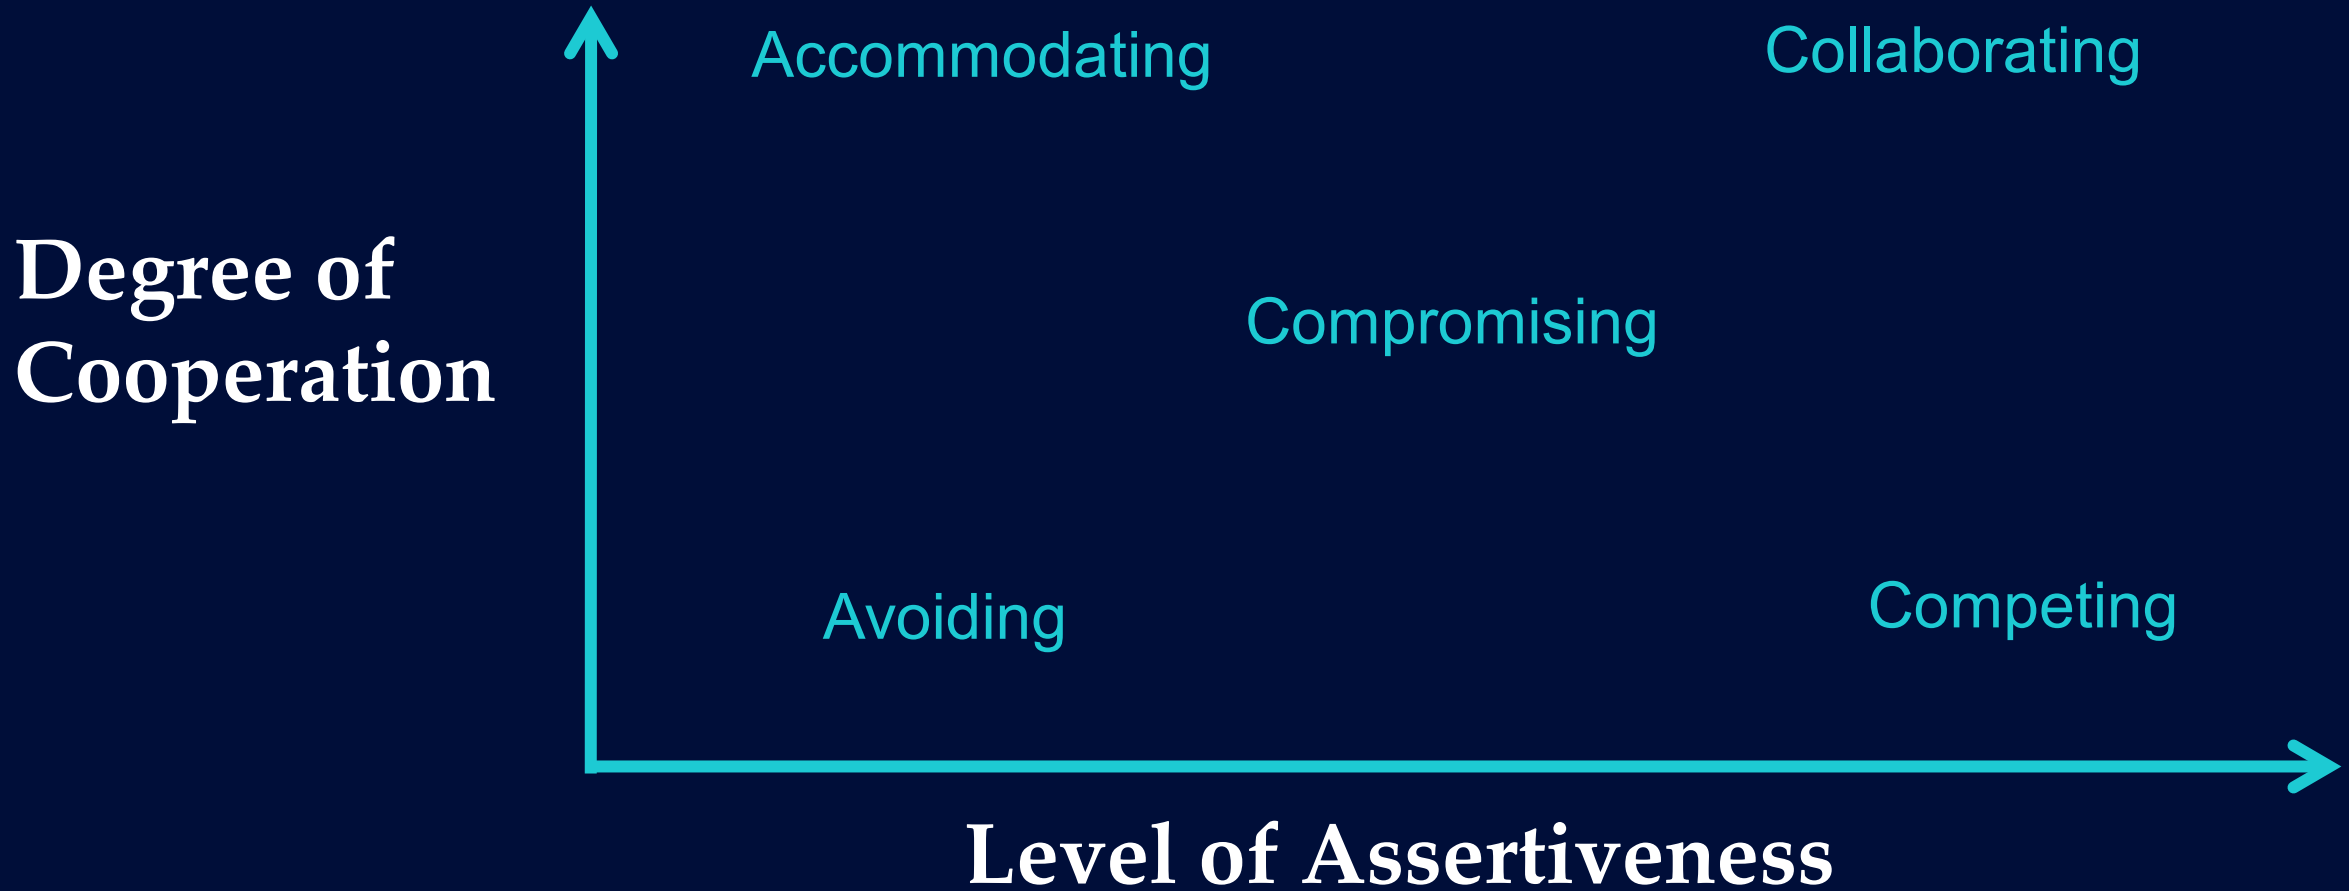 Accommodating
Collaborating
Degree of
Cooperation
Compromising
Avoiding
Competing
Level of Assertiveness